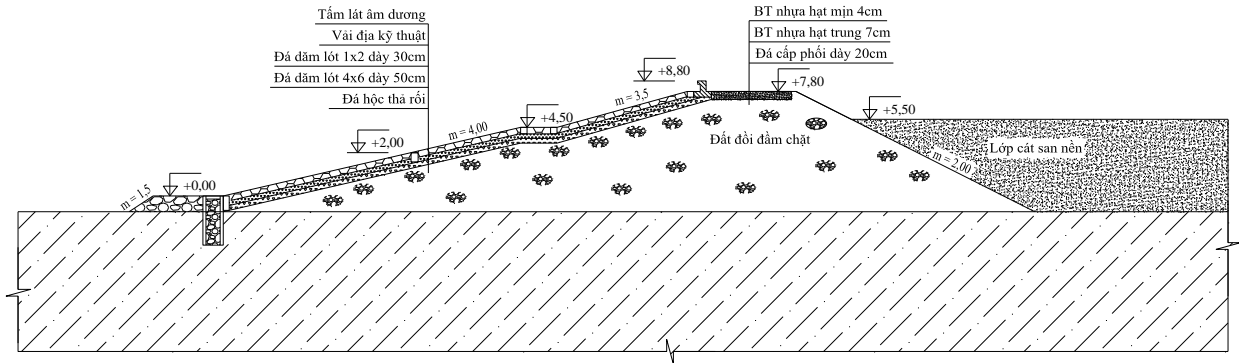 Tấm lát âm dương
Vải địa kỹ thuật
Đá dăm lót 1x2 dày 30cm
Đá dăm lót 4x6 dày 50cm
Đá hộc thả rối
BT nhựa hạt mịn 4cm
BT nhựa hạt trung 7cm
Đá cấp phối dày 20cm
+8,80
+7,80
m = 3,5
+4,50
+5,50
m = 4,00
+2,00
Đất đồi đầm chặt
Lớp cát san nền
m = 2,00
m = 1,5
+0,00